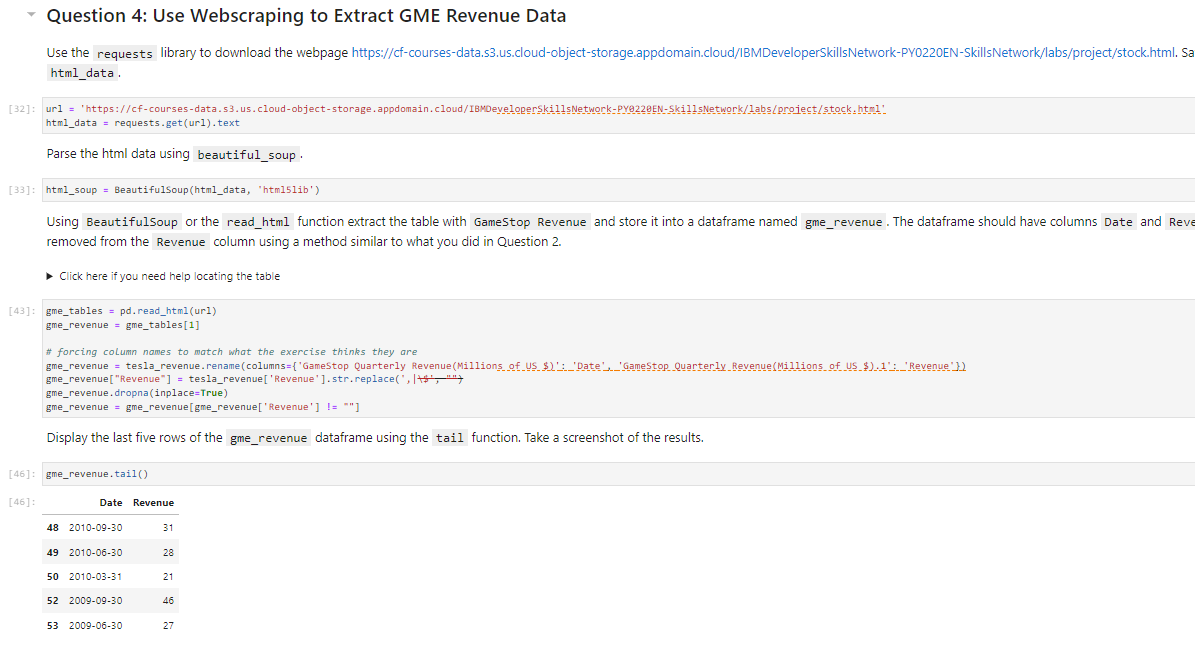 Question 4: Use Webscraping to Extract GME Revenue Data
Use the requests library to download the webpage https://cf-courses-data.s3.us.cloud-object-storage.appdomain.cloud/IBMDeveloperSkillsNetwork-PY0220EN-SkillsNetwork/labs/project/stock.html. Sa
html_data.
[32]: url = 'https://cf-courses-data.s3.us.cloud-object-storage.appdomain.cloud/IBMDeveloperSkillsNetwork-PY0220EN-SkillsNetwork/labs/project/stock.html'
html_data = requests.get(url).text
Parse the html data using beautiful_soup.
[33]: html_soup = BeautifulSoup(html_data, 'html5lib')
Using BeautifulSoup or the read_html function extract the table with GameStop Revenue and store it into a dataframe named gme_revenue. The dataframe should have columns Date and Reve
removed from the Revenue column using a method similar to what you did in Question 2.
Click here if you need help locating the table
[43]: gme_tables = pd.read_html(url)
gme_revenue = gme_tables[1]
# forcing column names to match what the exercise thinks they are
gme_revenue = tesla_revenue.rename(columns={'GameStop Quarterly Revenue(Millions of US $)': 'Date', 'GameStop Quarterly Revenue(Millions of US $).1': 'Revenue'})
gme_revenue["Revenue"] = tesla_revenue['Revenue'].str.replace(',|\$', "")
gme_revenue.dropna(inplace=True)
gme_revenue = gme_revenue[gme_revenue['Revenue'] != ""]
Display the last five rows of the gme_revenue dataframe using the tail function. Take a screenshot of the results.
[46]: gme_revenue.tail()
[46]: Date Revenue
48 2010-09-30 31
49 2010-06-30 28
50 2010-03-31 21
52 2009-09-30 46
53 2009-06-30 27